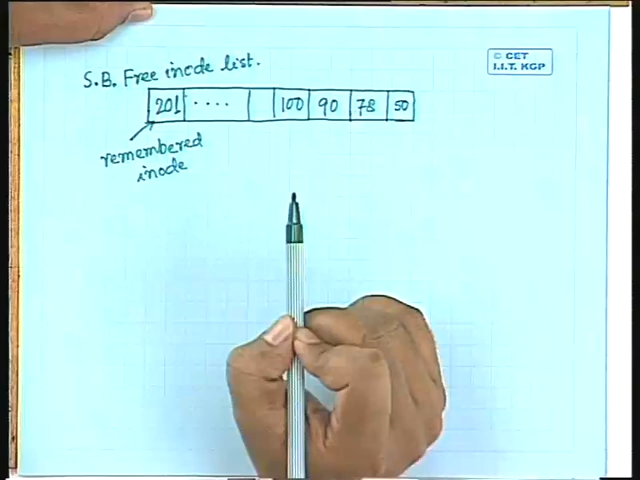 © CET
I.I.T. KGP
S.B. Free inode list.
201 .... 100 90 78 50
remembered
inode